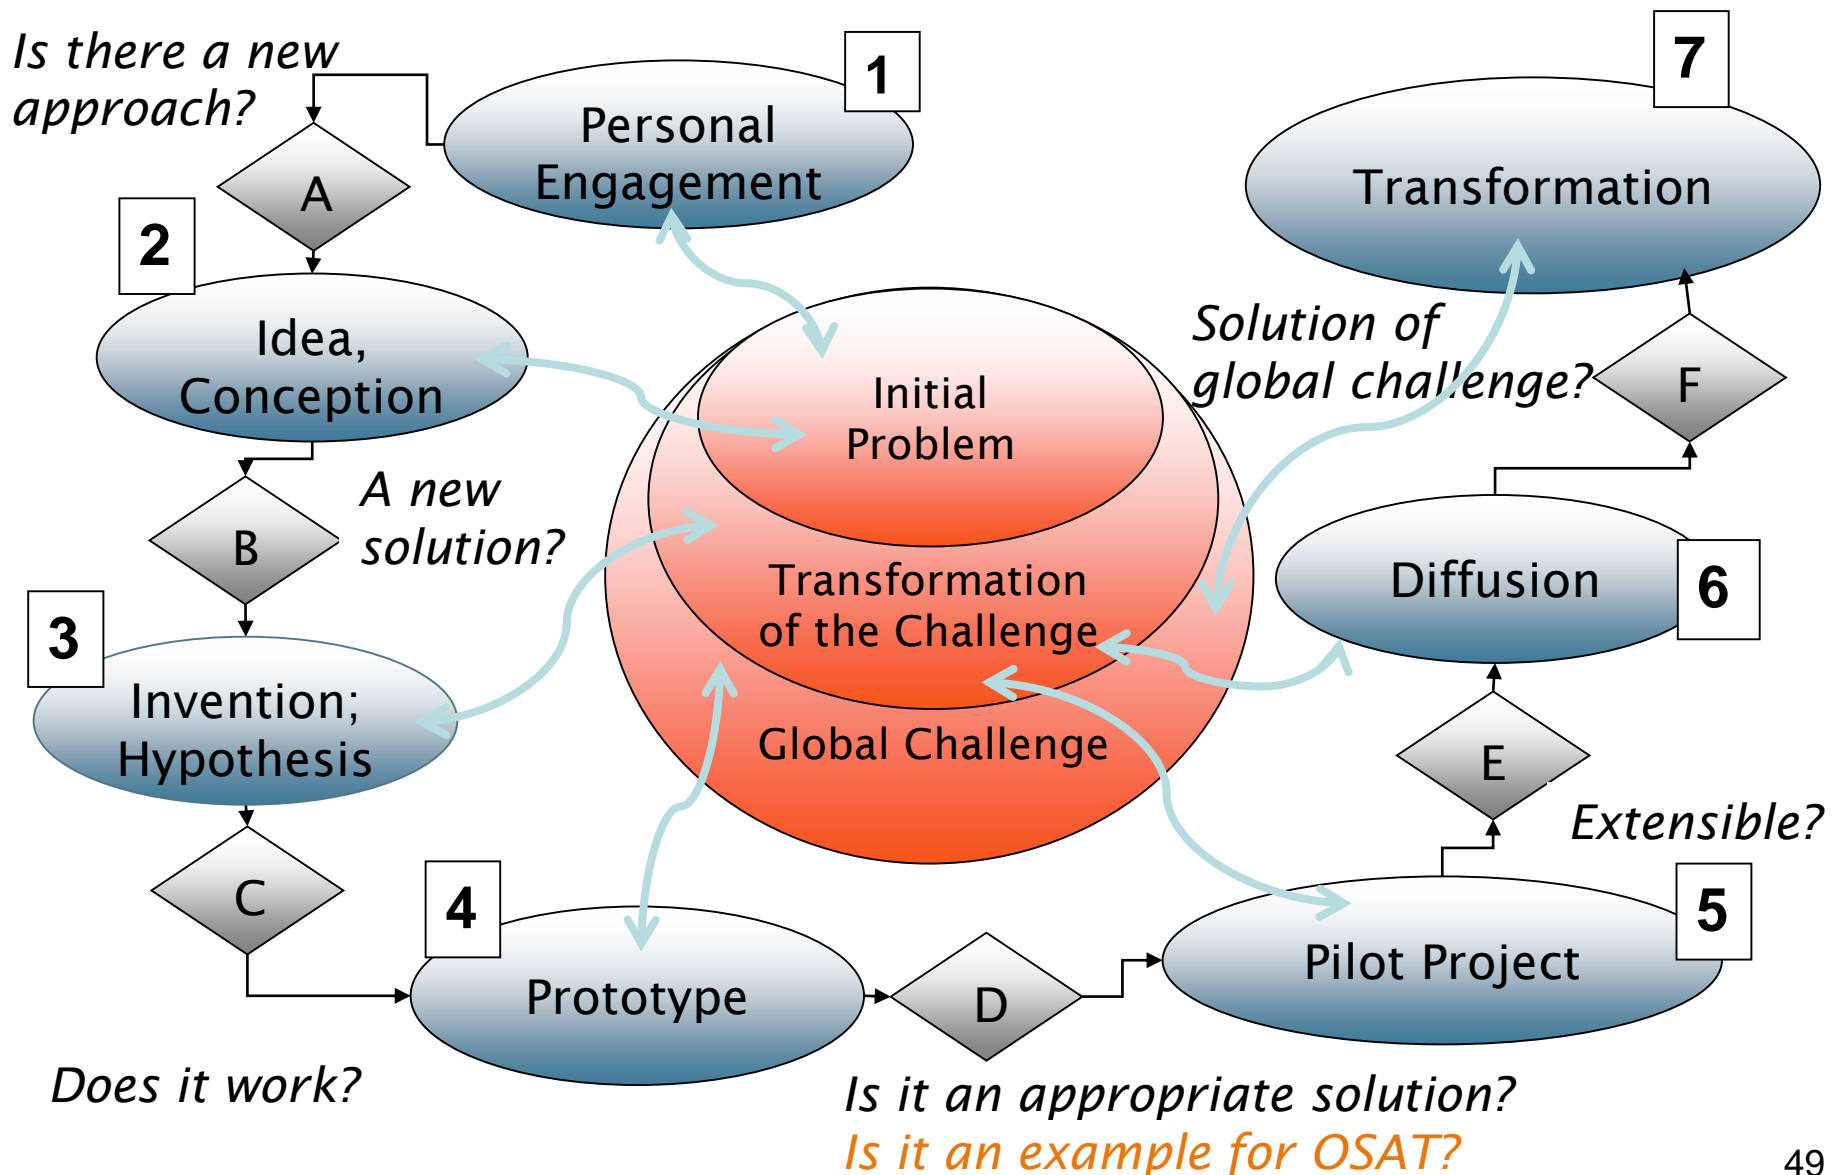 Is there a new
approach?
1
Personal
Engagement
A
2
Idea,
Conception
B
A new
solution?
3
Invention;
Hypothesis
C
Does it work?
4
Prototype
D
Is it an appropriate solution?
Is it an example for OSAT?
5
Pilot Project
Extensible?
E
6
Diffusion
F
Solution of
global challenge?
7
Transformation
Initial
Problem
Transformation
of the Challenge
Global Challenge
49